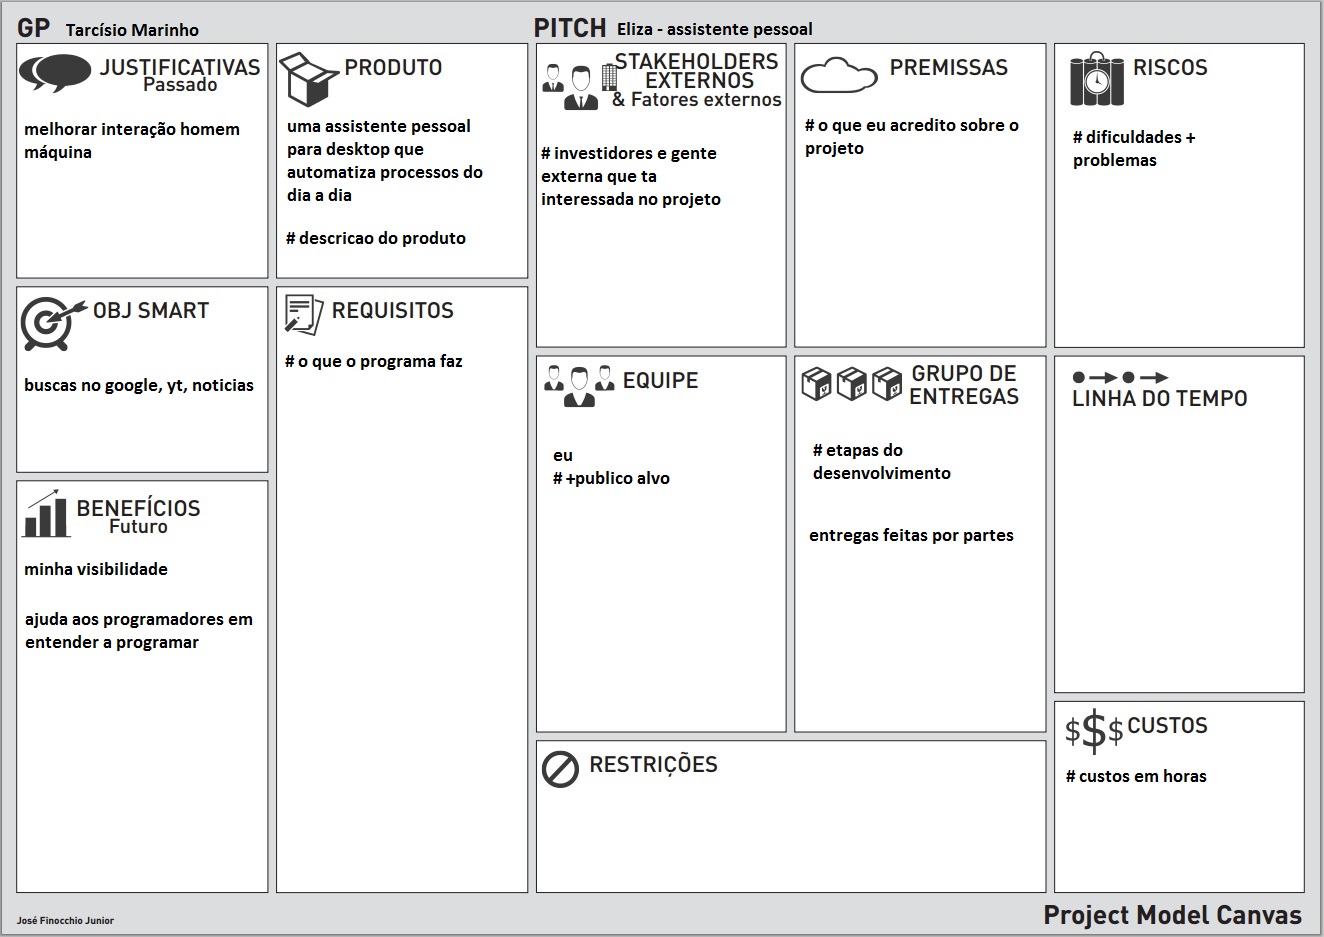 GP Tarcísio Marinho
PITCH Eliza - assistente pessoal
JUSTIFICATIVAS
Passado
melhorar interação homem
máquina
PRODUTO
uma assistente pessoal
para desktop que
automatiza processos do
dia a dia
# descricao do produto
STAKEHOLDERS
EXTERNOS
& Fatores externos
# investidores e gente
externa que ta
interessada no projeto
PREMISSAS
# o que eu acredito sobre o
projeto
RISCOS
# dificuldades +
problemas
OBJ SMART
buscas no google, yt, noticias
REQUISITOS
# o que o programa faz
EQUIPE
eu
# +publico alvo
GRUPO DE
ENTREGAS
# etapas do
desenvolvimento
entregas feitas por partes
LINHA DO TEMPO
BENEFÍCIOS
Futuro
minha visibilidade
ajuda aos programadores em
entender a programar
RESTRIÇÕES
$$$ CUSTOS
# custos em horas
José Finocchio Junior
Project Model Canvas